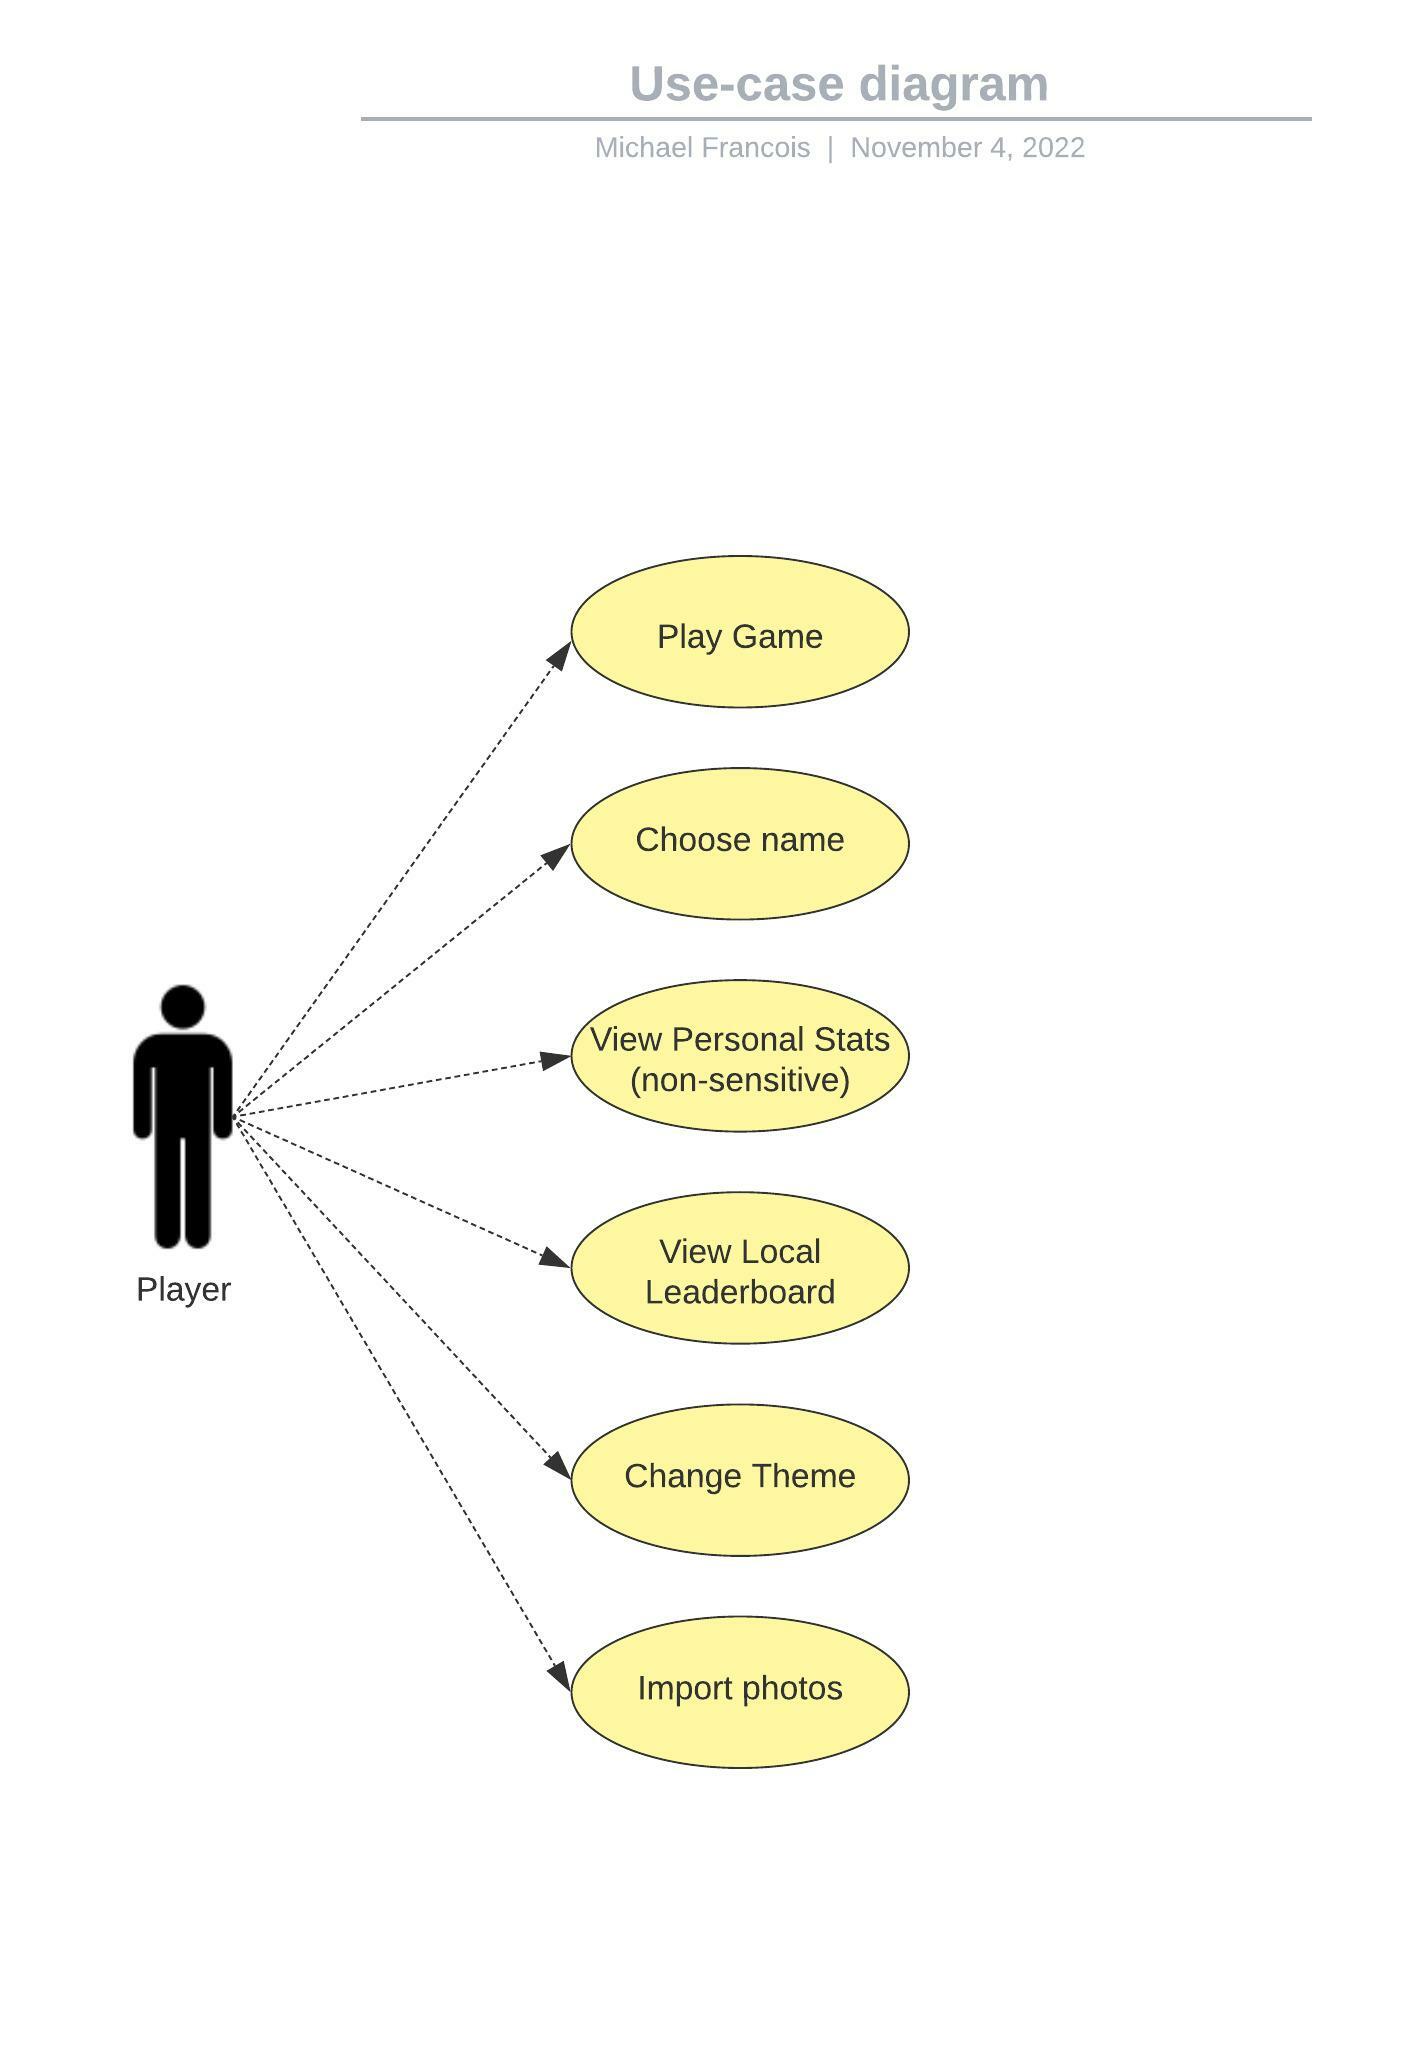 Use-case diagram
Michael Francois | November 4, 2022
Play Game
Choose name
View Personal Stats
(non-sensitive)
View Local
Leaderboard
Player
Change Theme
Import photos